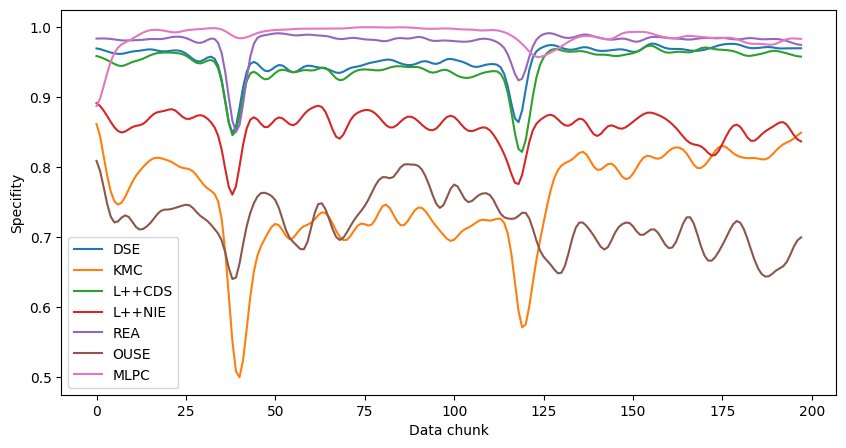 1.0
0.9
0.8
0.7
0.6
0.5
Specifity
DSE
KMC
L++CDS
L++NIE
REA
OUSE
MLPC
0 25 50 75 100 125 150 175 200
Data chunk